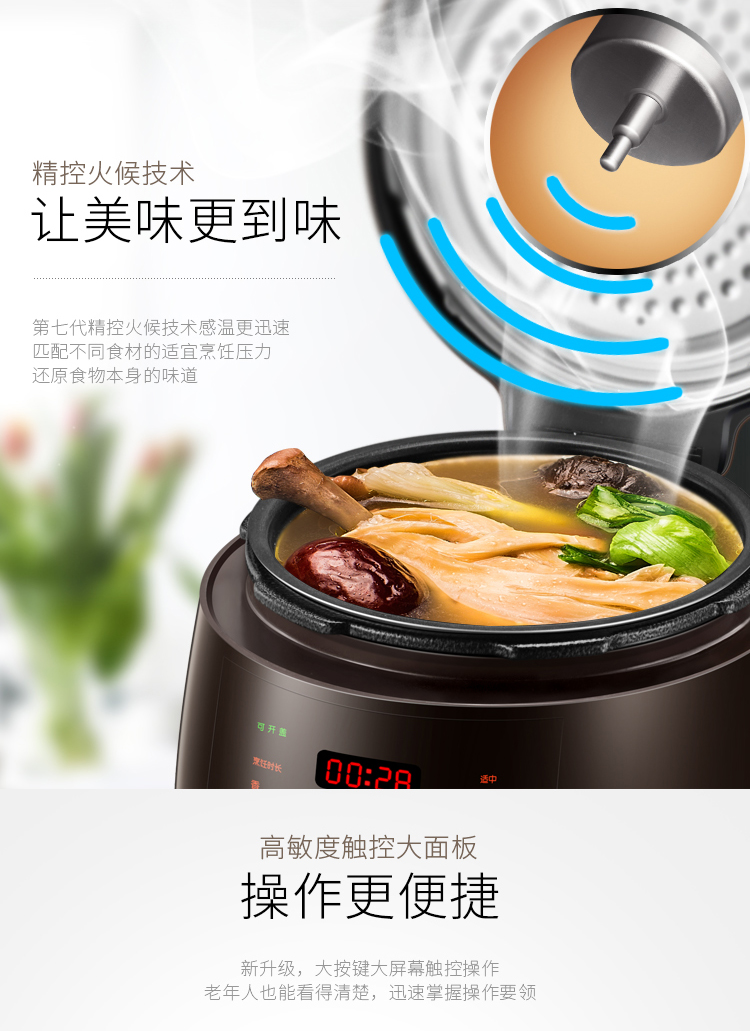 精控火候技术
让美味更到味
第七代精控火候技术感温更迅速
匹配不同食材的适宜烹饪压力
还原食物本身的味道
可开盖
烹饪时长
00:28
适中
香
高敏度触控大面板
操作更便捷
新升级，大按键大屏幕触控操作
老年人也能看得清楚，迅速掌握操作要领